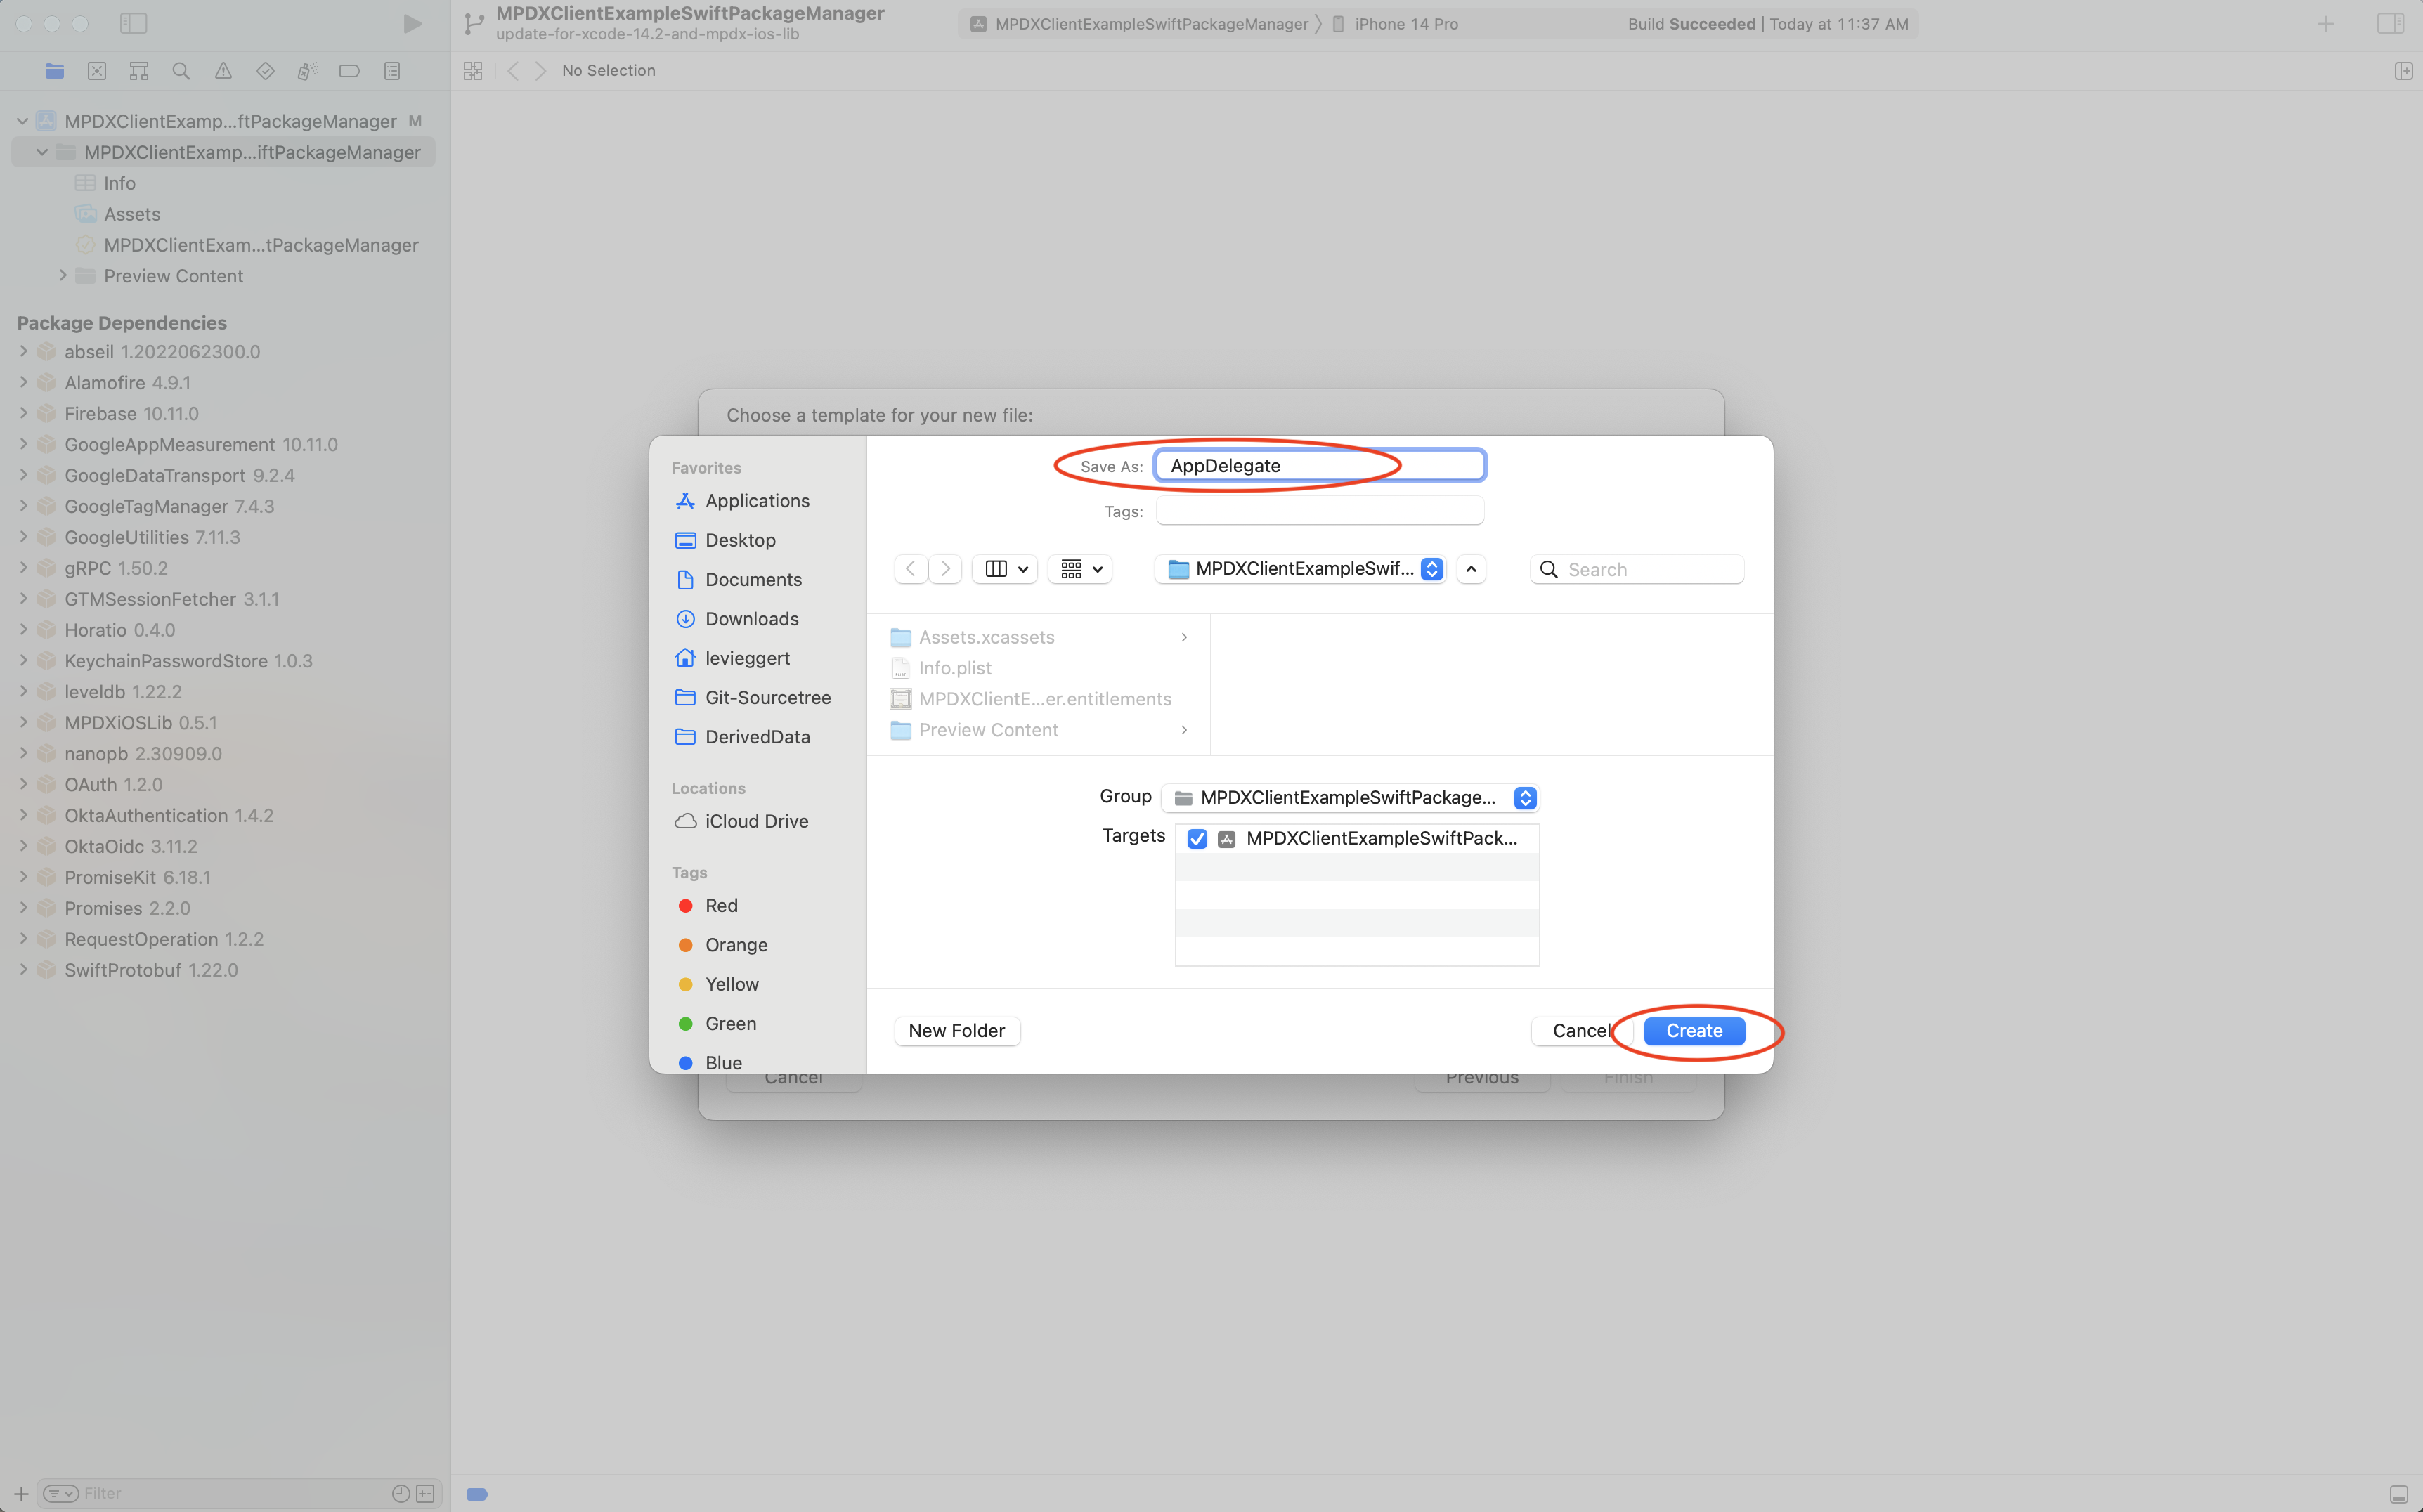 MPDXClientExampleSwiftPackageManager
update-for-xcode-14.2-and-mpdx-ios-lib
MPDXClientExampleSwiftPackageManager 〉 iPhone 14 Pro
Build Succeeded | Today at 11:37 AM
No Selection
MPDXClientExamp...ftPackageManager M
MPDXClientExamp...iftPackageManager
Info
Assets
MPDXClientExam...tPackageManager
Preview Content
Package Dependencies
abseil 1.2022062300.0
Alamofire 4.9.1
Firebase 10.11.0
GoogleAppMeasurement 10.11.0
GoogleDataTransport 9.2.4
GoogleTagManager 7.4.3
GoogleUtilities 7.11.3
gRPC 1.50.2
GTMSessionFetcher 3.1.1
Horatio 0.4.0
KeychainPasswordStore 1.0.3
leveldb 1.22.2
MPDXiOSLib 0.5.1
nanopb 2.30909.0
OAuth 1.2.0
OktaAuthentication 1.4.2
OktaOidc 3.11.2
PromiseKit 6.18.1
Promises 2.2.0
RequestOperation 1.2.2
SwiftProtobuf 1.22.0
Filter
Choose a template for your new file:
Favorites
Applications
Desktop
Documents
Downloads
levieggert
Git-Sourcetree
DerivedData
Locations
iCloud Drive
Tags
Red
Orange
Yellow
Green
Blue
Save As: AppDelegate
Tags:
MPDXClientExampleSwif...
Search
Assets.xcassets
Info.plist
MPDXClientE...er.entitlements
Preview Content
Group MPDXClientExampleSwiftPackage...
Targets MPDXClientExampleSwiftPack...
New Folder
Cancel
Create
Cancel
Previous
Finish